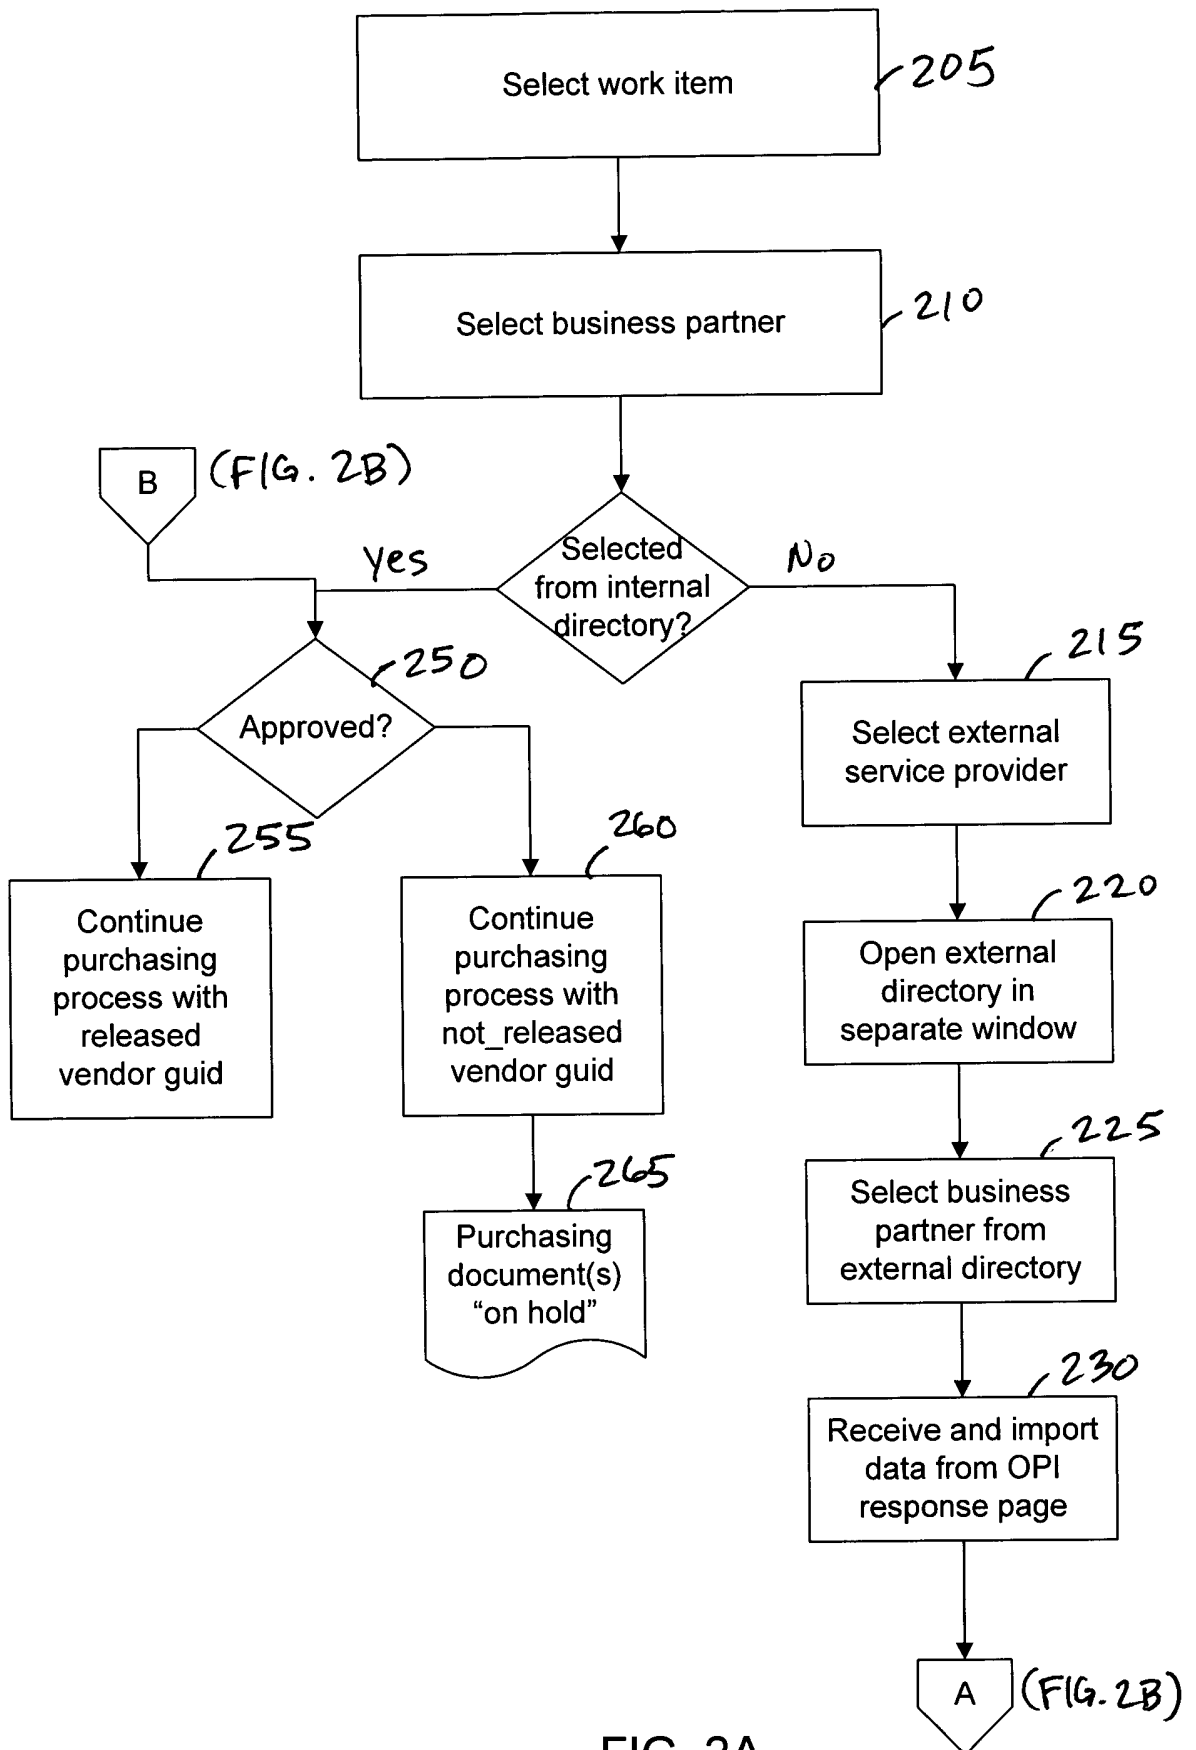 Select work item
205
Select business partner
210
B
(FIG. 2B)
Selected
from internal
directory?
Yes
No
Approved?
250
215
Select external
service provider
255
Continue
purchasing
process with
released
vendor guid
260
Continue
purchasing
process with
not_released
vendor guid
220
Open external
directory in
separate window
265
Purchasing
document(s)
“on hold”
225
Select business
partner from
external directory
230
Receive and import
data from OPI
response page
A
(FIG. 2B)
FIG. 2A